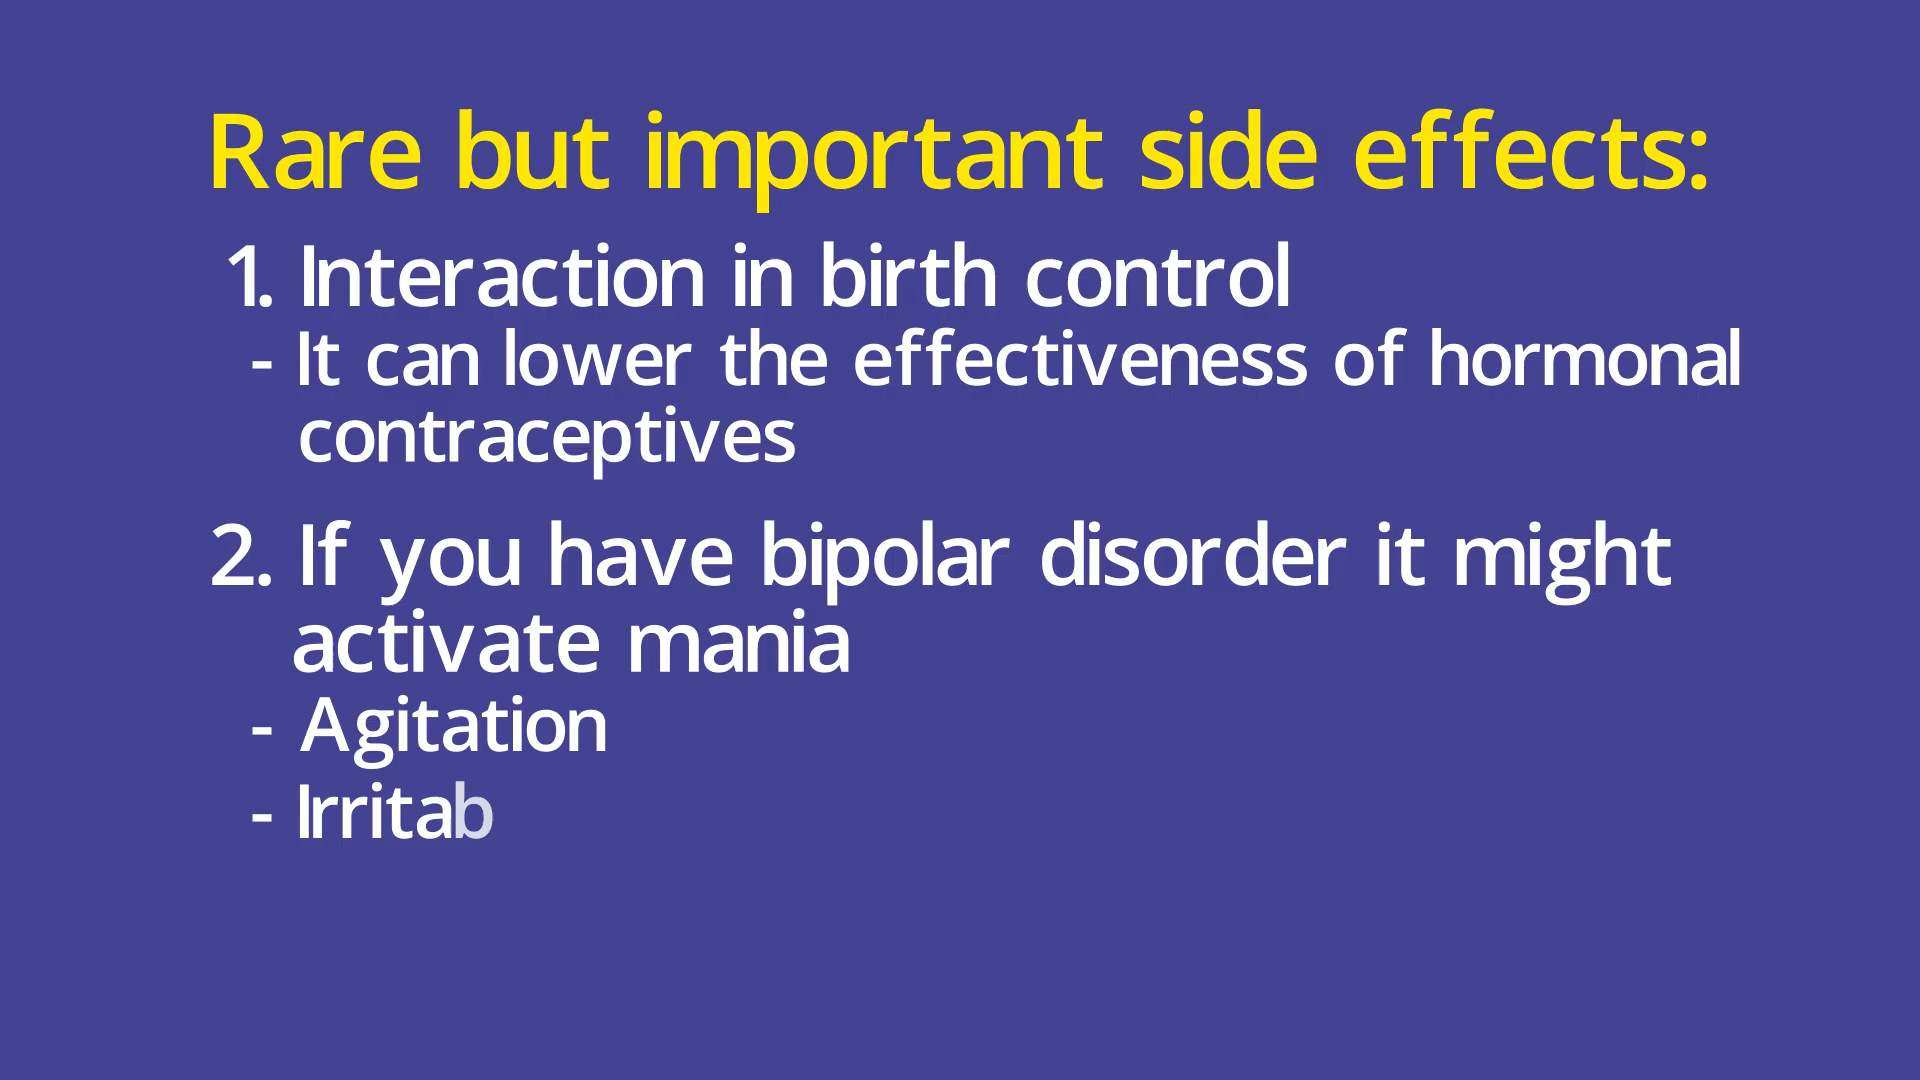 Rare but important side effects:
1. Interaction in birth control
- It can lower the effectiveness of hormonal
contraceptives
2. If you have bipolar disorder it might
activate mania
- Agitation
- Irritab